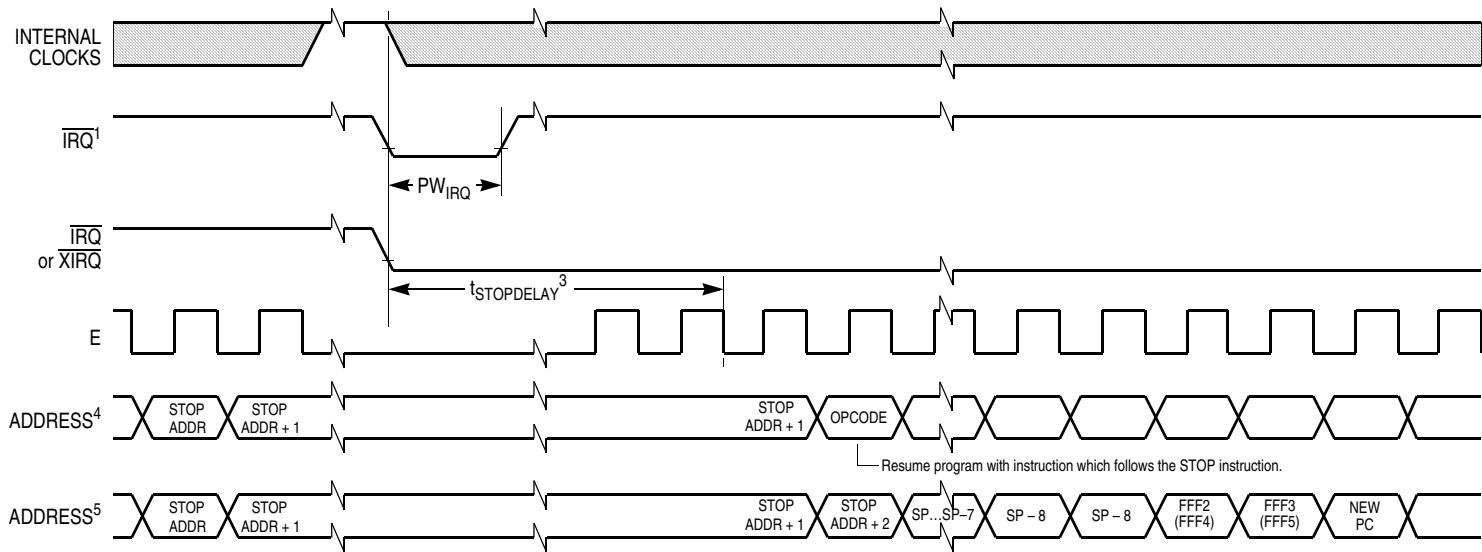 INTERNAL
CLOCKS
IRQ1
PWIRQ
IRQ
or XIRQ
tSTOPDELAY3
E
ADDRESS4
STOP
ADDR
STOP
ADDR + 1
STOP
ADDR + 1
OPCODE
Resume program with instruction which follows the STOP instruction.
ADDRESS5
STOP
ADDR
STOP
ADDR + 1
STOP
ADDR + 1
STOP
ADDR + 2
SP...SP–7
SP – 8
SP – 8
FFF2
(FFF4)
FFF3
(FFF5)
NEW
PC